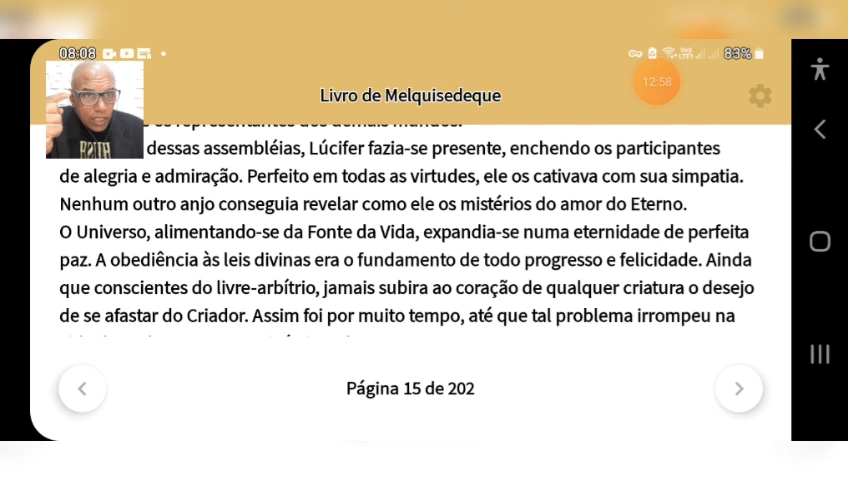 08:08
83%
12:58
Livro de Melquisedeque
dessas assembléias, Lúcifer fazia-se presente, enchendo os participantes
de alegria e admiração. Perfeito em todas as virtudes, ele os cativava com sua simpatia.
Nenhum outro anjo conseguia revelar como ele os mistérios do amor do Eterno.
O Universo, alimentando-se da Fonte da Vida, expandia-se numa eternidade de perfeita
paz. A obediência às leis divinas era o fundamento de todo progresso e felicidade. Ainda
que conscientes do livre-arbítrio, jamais subira ao coração de qualquer criatura o desejo
de se afastar do Criador. Assim foi por muito tempo, até que tal problema irrompeu na
Página 15 de 202